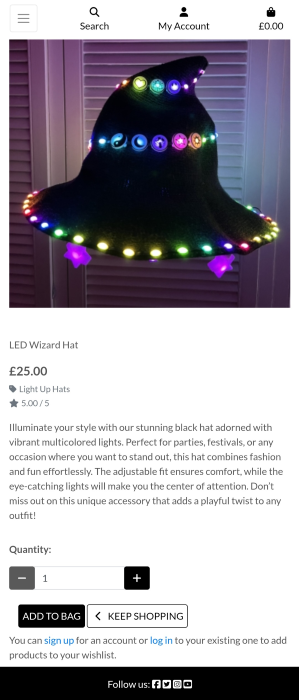 Search
My Account
£0.00
LED Wizard Hat
£25.00
Light Up Hats
5.00 / 5
Illuminate your style with our stunning black hat adorned with
vibrant multicolored lights. Perfect for parties, festivals, or any
occasion where you want to stand out, this hat combines fashion
and fun effortlessly. The adjustable fit ensures comfort, while the
eye-catching lights will make you the center of attention. Don't
miss out on this unique accessory that adds a playful twist to any
outfit!
Quantity:
1
ADD TO BAG
KEEP SHOPPING
You can sign up for an account or log in to your existing one to add
products to your wishlist.
Follow us: